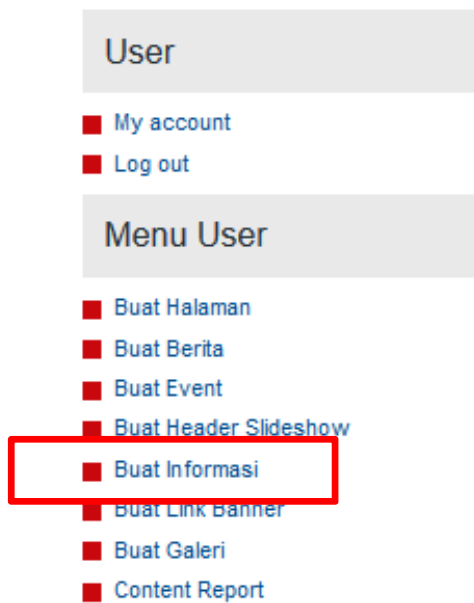 User
My account
Log out
Menu User
Buat Halaman
Buat Berita
Buat Event
Buat Header Slideshow
Buat Informasi
Buat Link Banner
Buat Galeri
Content Report